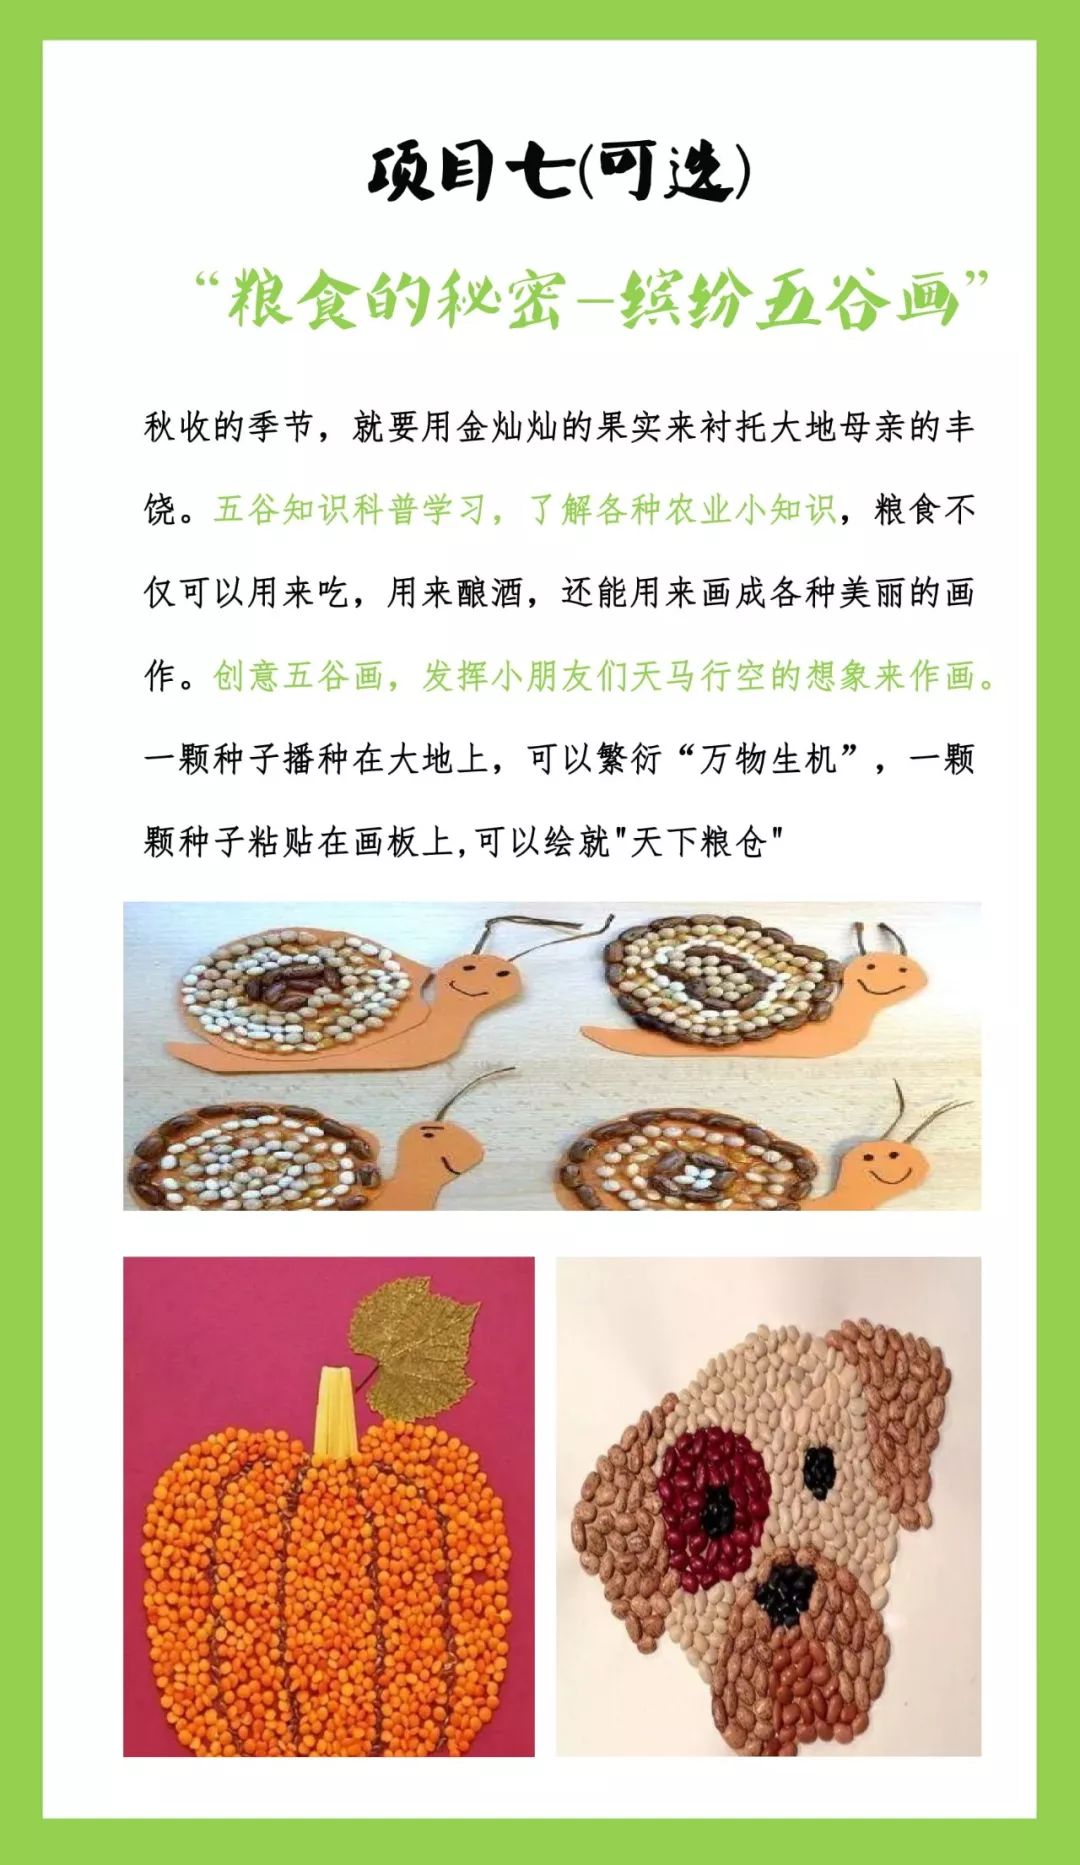 项目七(可选)
“粮食的秘密-缤纷五谷画”
秋收的季节，就要用金灿灿的果实来衬托大地母亲的丰
饶。五谷知识科普学习，了解各种农业小知识，粮食不
仅可以用来吃，用来酿酒，还能用来画成各种美丽的画
作。创意五谷画，发挥小朋友们天马行空的想象来作画。
一颗种子播种在大地上，可以繁衍“万物生机”，一颗
颗种子粘贴在画板上,可以绘就"天下粮仓"